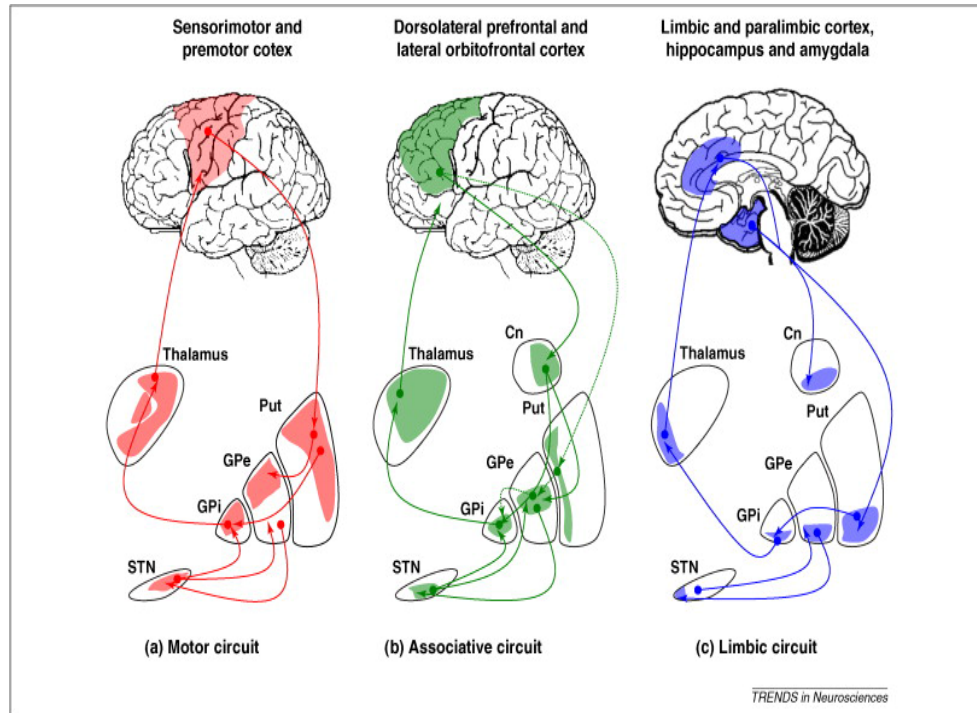 Sensorimotor and
premotor cotex
Dorsolateral prefrontal and
lateral orbitofrontal cortex
Limbic and paralimbic cortex,
hippocampus and amygdala
Thalamus
Put
GPe
GPi
STN
Cn
Thalamus
Put
GPe
GPi
STN
Cn
Thalamus
Put
GPe
GPi
STN
(a) Motor circuit
(b) Associative circuit
(c) Limbic circuit
TRENDS in Neurosciences